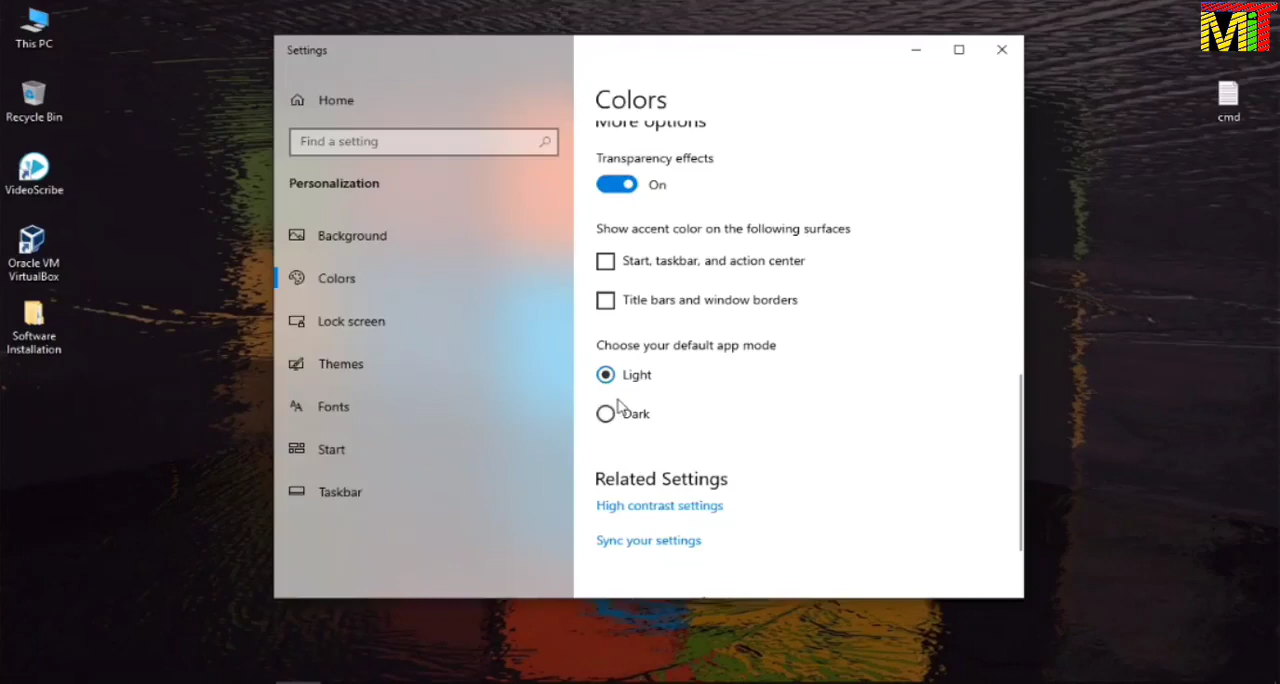 This PC
Recycle Bin
VideoScribe
Oracle VM
VirtualBox
Software
Installation
Settings
Home
Find a setting
Personalization
Background
Colors
Lock screen
Themes
Fonts
Start
Taskbar
Colors
More options
Transparency effects
On
Show accent color on the following surfaces
Start, taskbar, and action center
Title bars and window borders
Choose your default app mode
Light
Dark
Related Settings
High contrast settings
Sync your settings
MiT
cmd